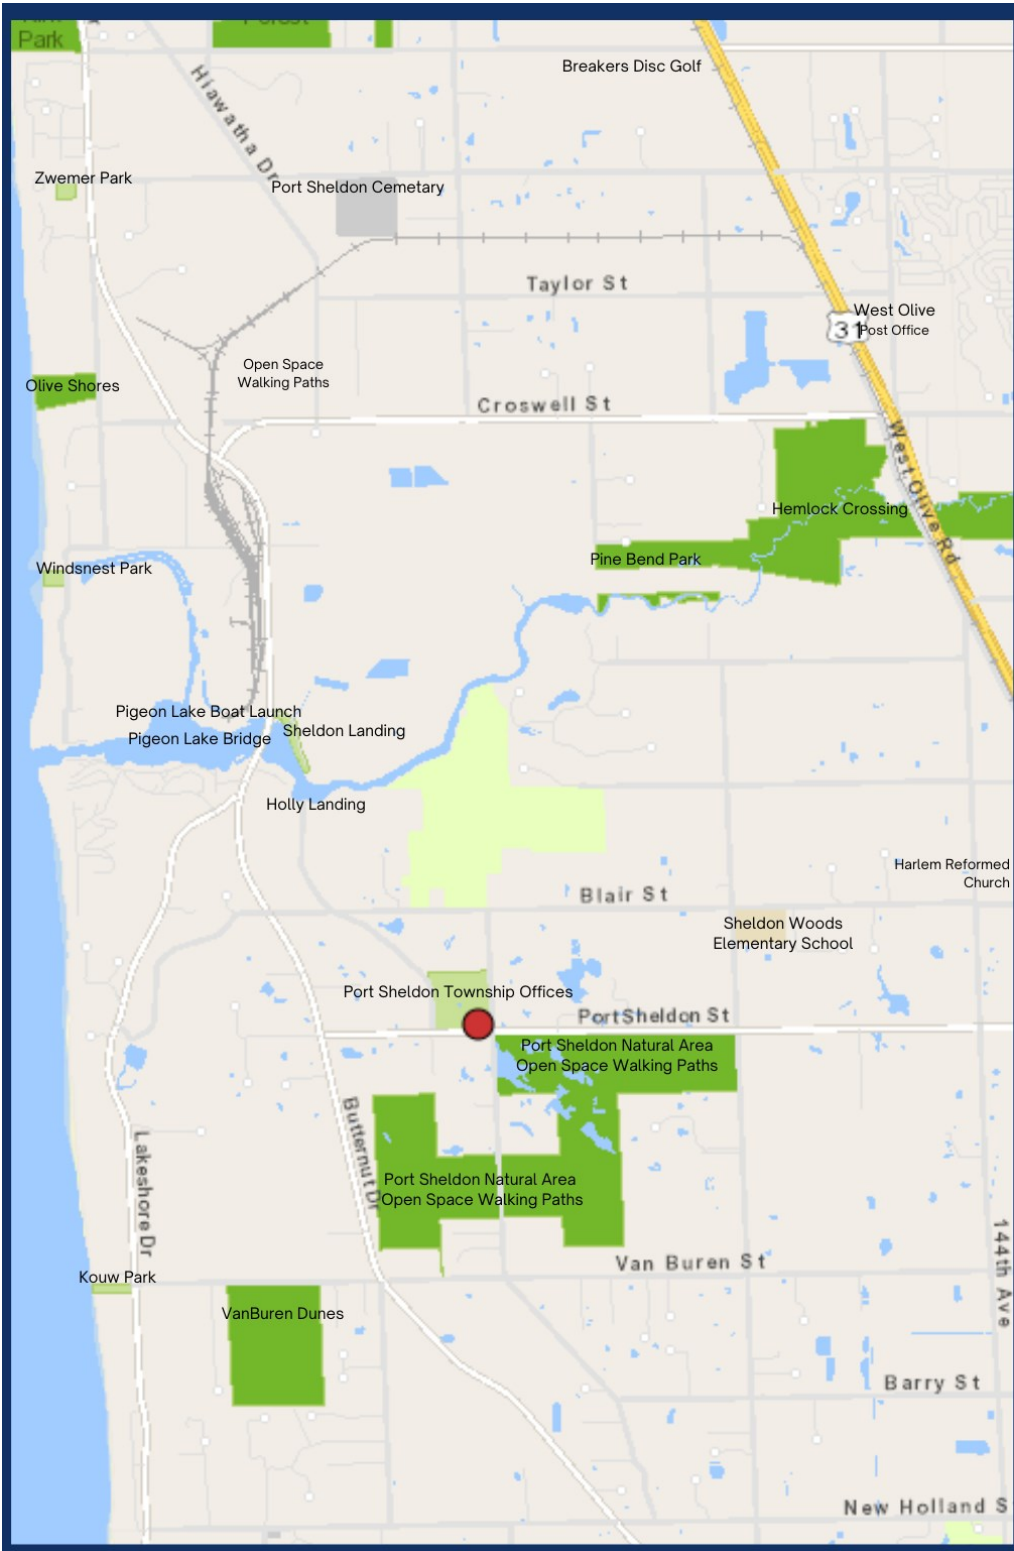 Park
Forest
Breakers Disc Golf
Hiawatha Dr
Zwemer Park
Port Sheldon Cemetary
Taylor St
West Olive
Post Office
31
Open Space
Walking Paths
Olive Shores
Croswell St
West Olive Rd
Hemlock Crossing
Pine Bend Park
Windsnest Park
Pigeon Lake Boat Launch
Sheldon Landing
Pigeon Lake Bridge
Holly Landing
Harlem Reformed
Church
Blair St
Sheldon Woods
Elementary School
Port Sheldon Township Offices
PortSheldon St
Port Sheldon Natural Area
Open Space Walking Paths
Butternut Dr
Lakeshore Dr
Port Sheldon Natural Area
Open Space Walking Paths
144th Ave
Van Buren St
Kouw Park
VanBuren Dunes
Barry St
New Holland S